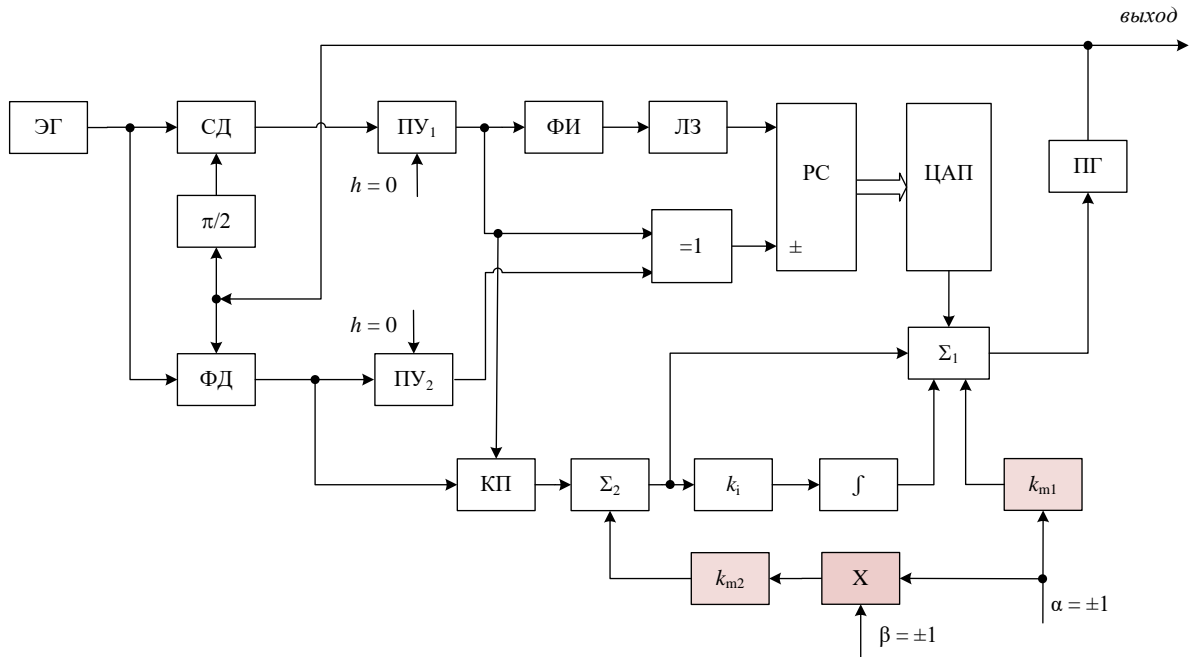 выход
ЭГ
СД
ПУ₁
ФИ
ЛЗ
РС
ЦАП
ПГ
h = 0
π/2
=1
±
h = 0
ФД
ПУ₂
Σ₁
КП
Σ₂
kᵢ
∫
kₘ₁
kₘ₂
X
α = ±1
β = ±1